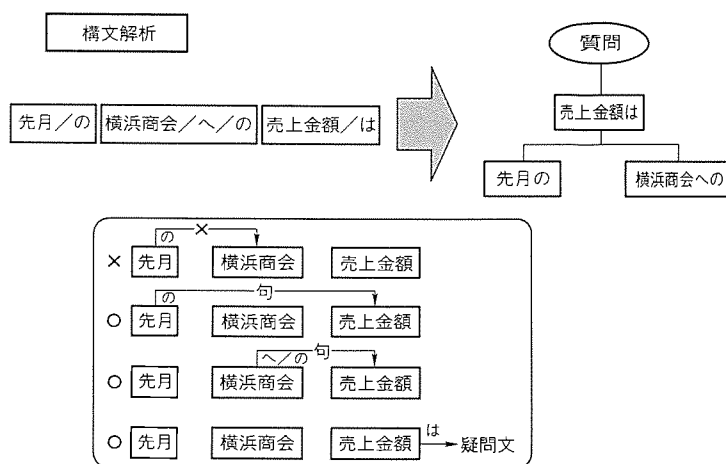 構文解析
質問
売上金額は
先月／の 横浜商会／へ／の 売上金額／は
先月の 横浜商会への
の ×
× 先月 横浜商会 売上金額
の 句
○ 先月 横浜商会 売上金額
へ／の 句
○ 先月 横浜商会 売上金額
○ 先月 横浜商会 売上金額 は 疑問文